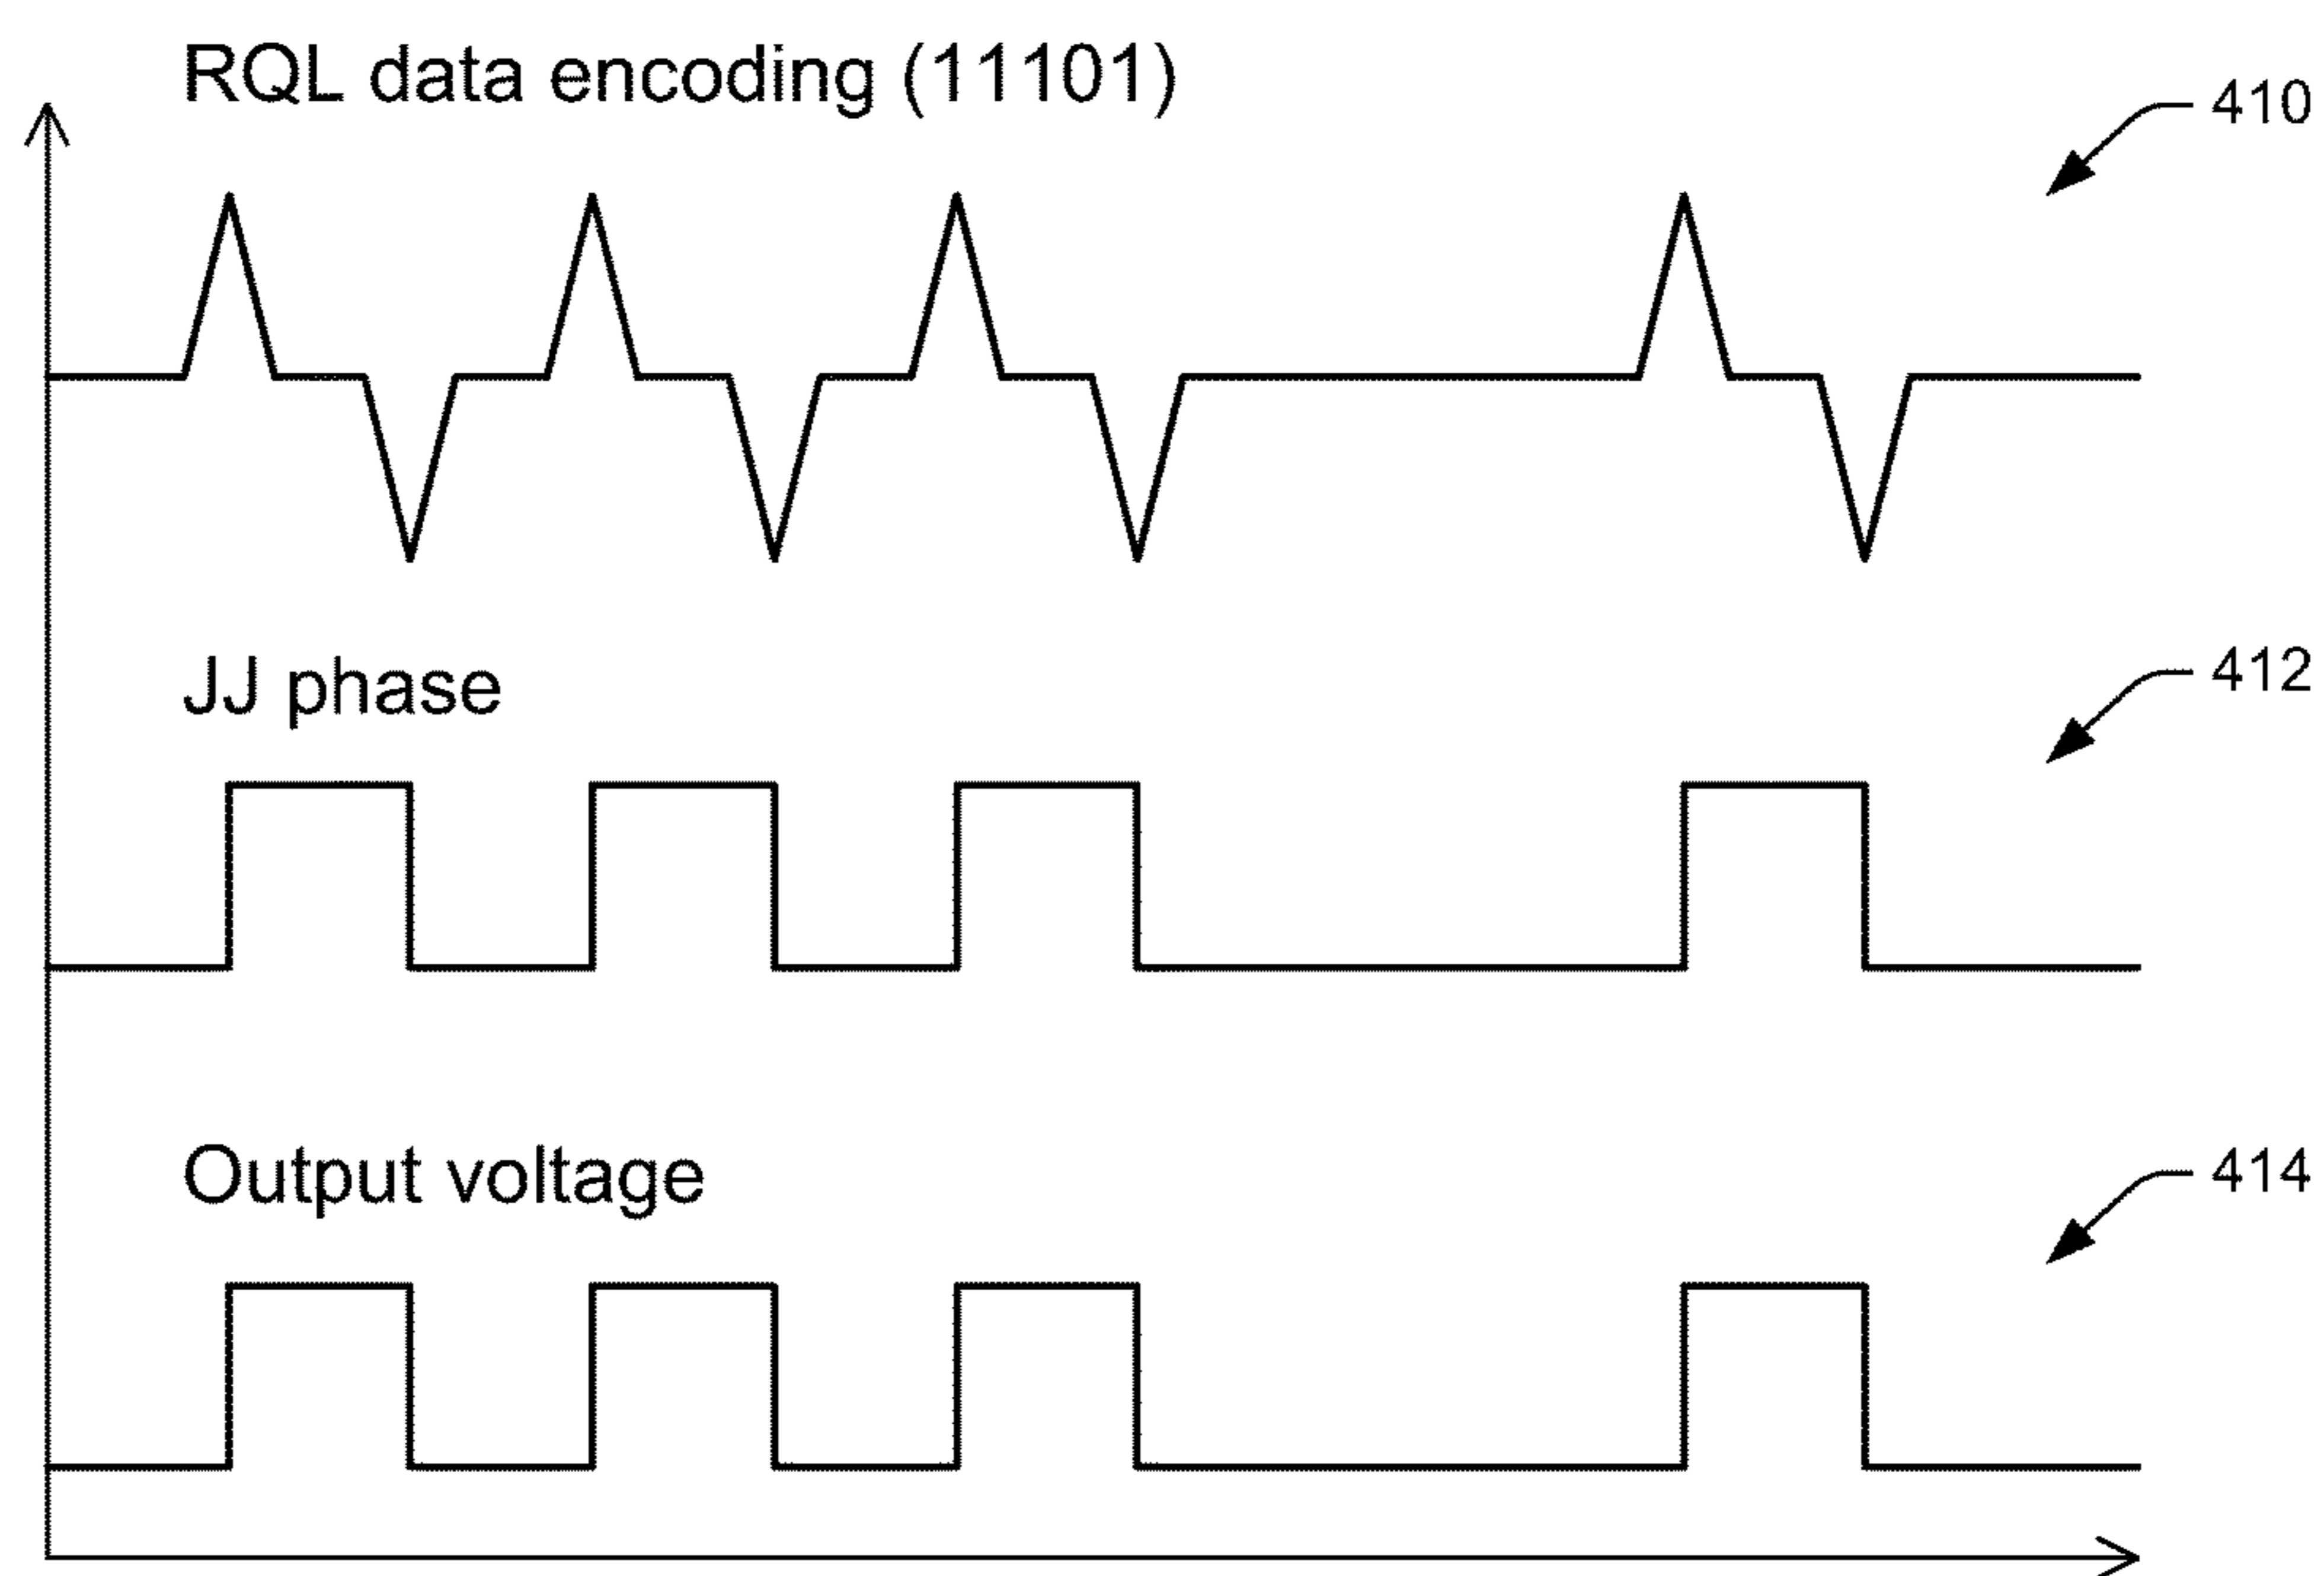 RQL data encoding (11101)
410
JJ phase
412
Output voltage
414